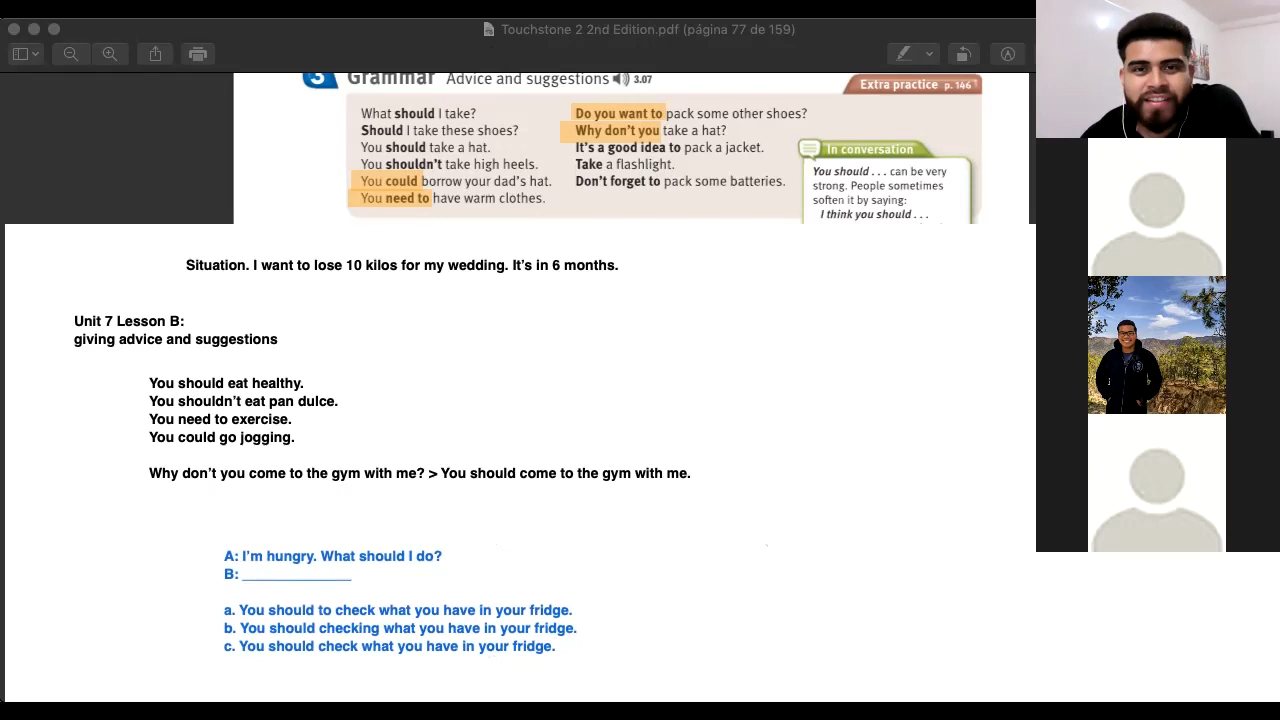 Touchstone 2 2nd Edition.pdf (página 77 de 159)
3 Grammar Advice and suggestions 3.07
Extra practice p. 146
What should I take?
Should I take these shoes?
You should take a hat.
You shouldn't take high heels.
You could borrow your dad's hat.
You need to have warm clothes.
Do you want to pack some other shoes?
Why don't you take a hat?
It's a good idea to pack a jacket.
Take a flashlight.
Don't forget to pack some batteries.
In conversation
You should . . . can be very
strong. People sometimes
soften it by saying:
I think you should . . .
Situation. I want to lose 10 kilos for my wedding. It's in 6 months.
Unit 7 Lesson B:
giving advice and suggestions
You should eat healthy.
You shouldn't eat pan dulce.
You need to exercise.
You could go jogging.
Why don't you come to the gym with me? > You should come to the gym with me.
A: I'm hungry. What should I do?
B: ______________
a. You should to check what you have in your fridge.
b. You should checking what you have in your fridge.
c. You should check what you have in your fridge.